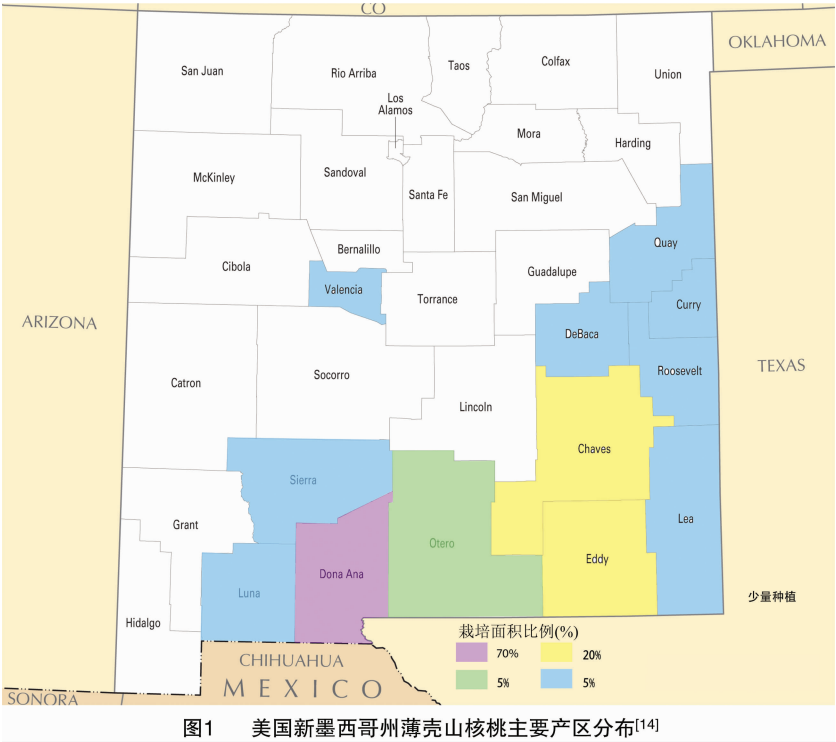 CO
OKLAHOMA
San Juan
Rio Arriba
Taos
Colfax
Union
Los
Alamos
Mora
Harding
McKinley
Sandoval
Santa Fe
San Miguel
Bernalillo
Quay
Cibola
Guadalupe
Valencia
Torrance
Curry
ARIZONA
DeBaca
TEXAS
Roosevelt
Catron
Socorro
Lincoln
Chaves
Sierra
Grant
Otero
Lea
Eddy
Dona Ana
Luna
少量种植
Hidalgo
栽培面积比例(%)
70%
20%
5%
5%
CHIHUAHUA
MEXICO
SONORA
图1 美国新墨西哥州薄壳山核桃主要产区分布[14]